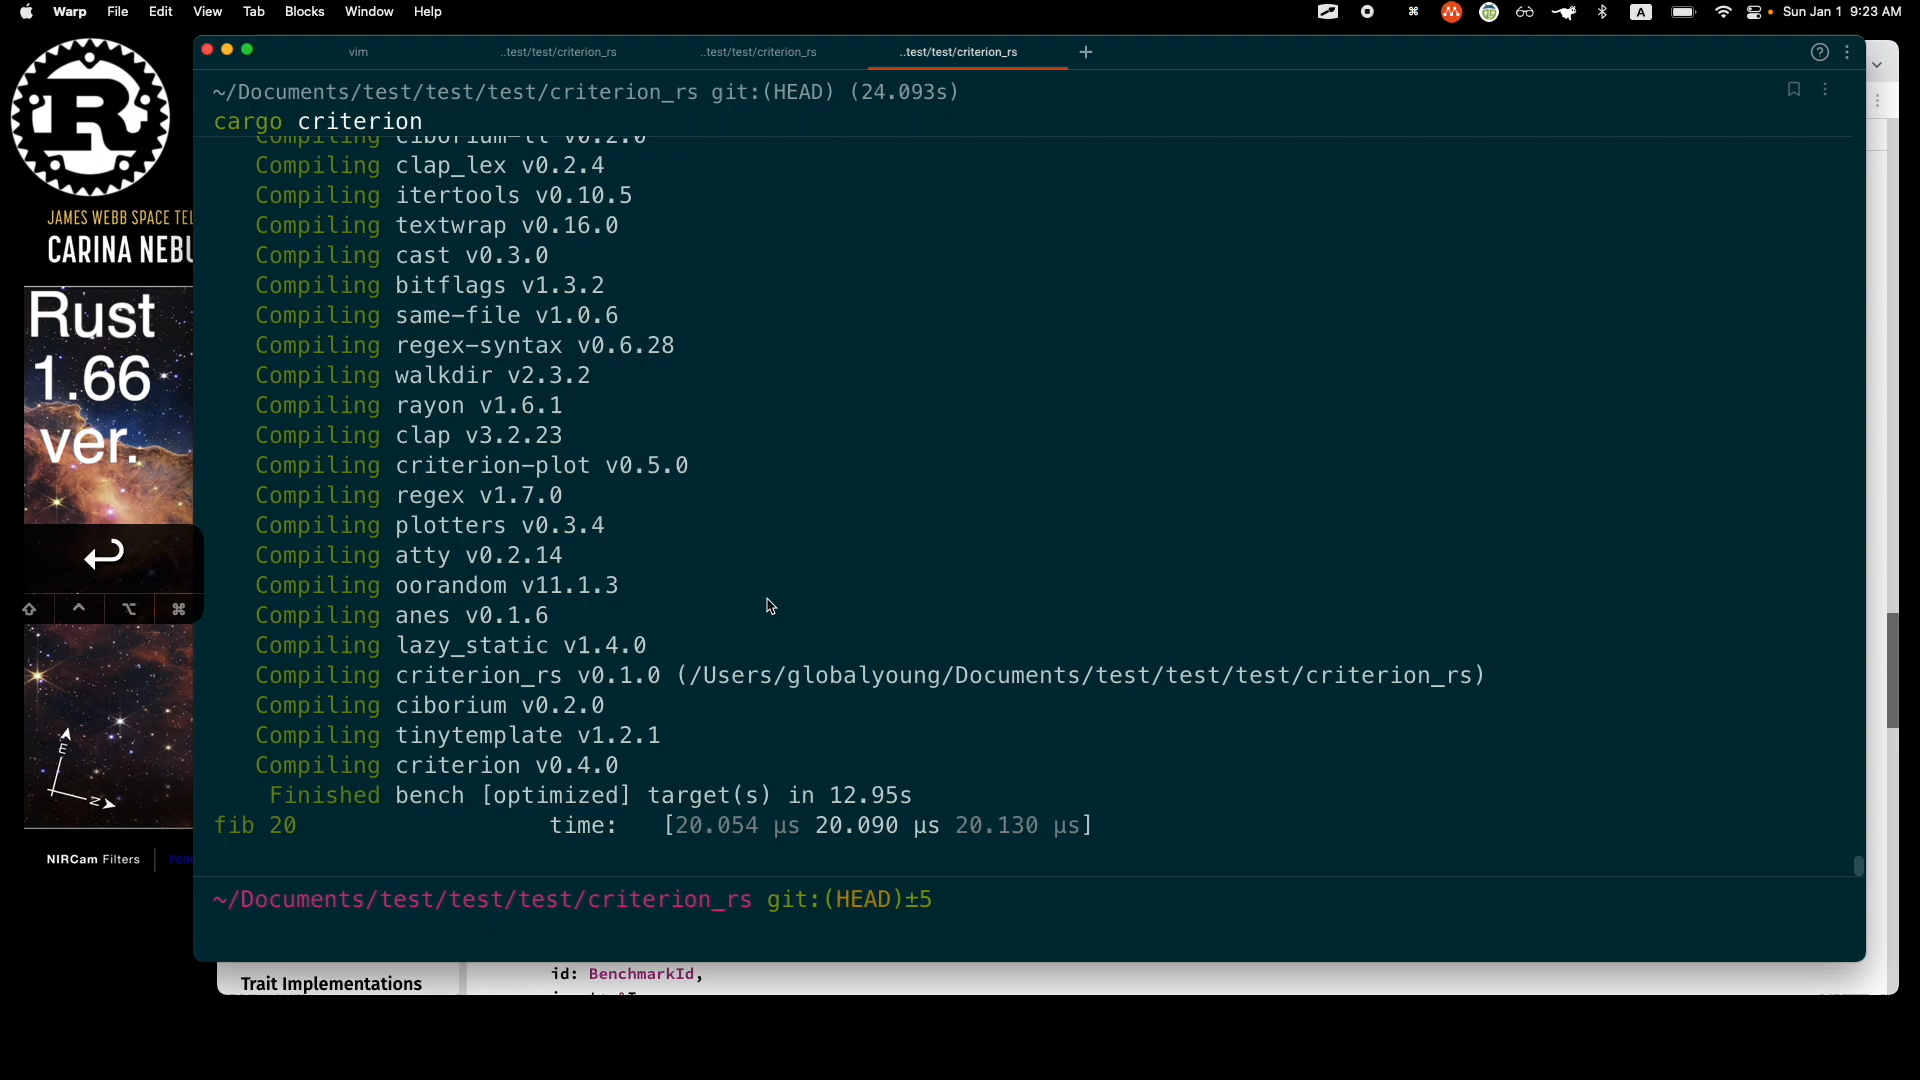 Warp File Edit View Tab Blocks Window Help
A
Sun Jan 1 9:23 AM
vim
..test/test/criterion_rs
..test/test/criterion_rs
..test/test/criterion_rs
+
~/Documents/test/test/test/criterion_rs git:(HEAD) (24.093s)
cargo criterion
Compiling ciborium-ll v0.2.0
Compiling clap_lex v0.2.4
Compiling itertools v0.10.5
Compiling textwrap v0.16.0
Compiling cast v0.3.0
Compiling bitflags v1.3.2
Compiling same-file v1.0.6
Compiling regex-syntax v0.6.28
Compiling walkdir v2.3.2
Compiling rayon v1.6.1
Compiling clap v3.2.23
Compiling criterion-plot v0.5.0
Compiling regex v1.7.0
Compiling plotters v0.3.4
Compiling atty v0.2.14
Compiling oorandom v11.1.3
Compiling anes v0.1.6
Compiling lazy_static v1.4.0
Compiling criterion_rs v0.1.0 (/Users/globalyoung/Documents/test/test/test/criterion_rs)
Compiling ciborium v0.2.0
Compiling tinytemplate v1.2.1
Compiling criterion v0.4.0
Finished bench [optimized] target(s) in 12.95s
fib 20 time: [20.054 µs 20.090 µs 20.130 µs]
~/Documents/test/test/test/criterion_rs git:(HEAD)±5
R
JAMES WEBB SPACE TEL
CARINA NEBU
Rust
1.66
ver.
E
N
NIRCam Filters
Trait Implementations
id: BenchmarkId,